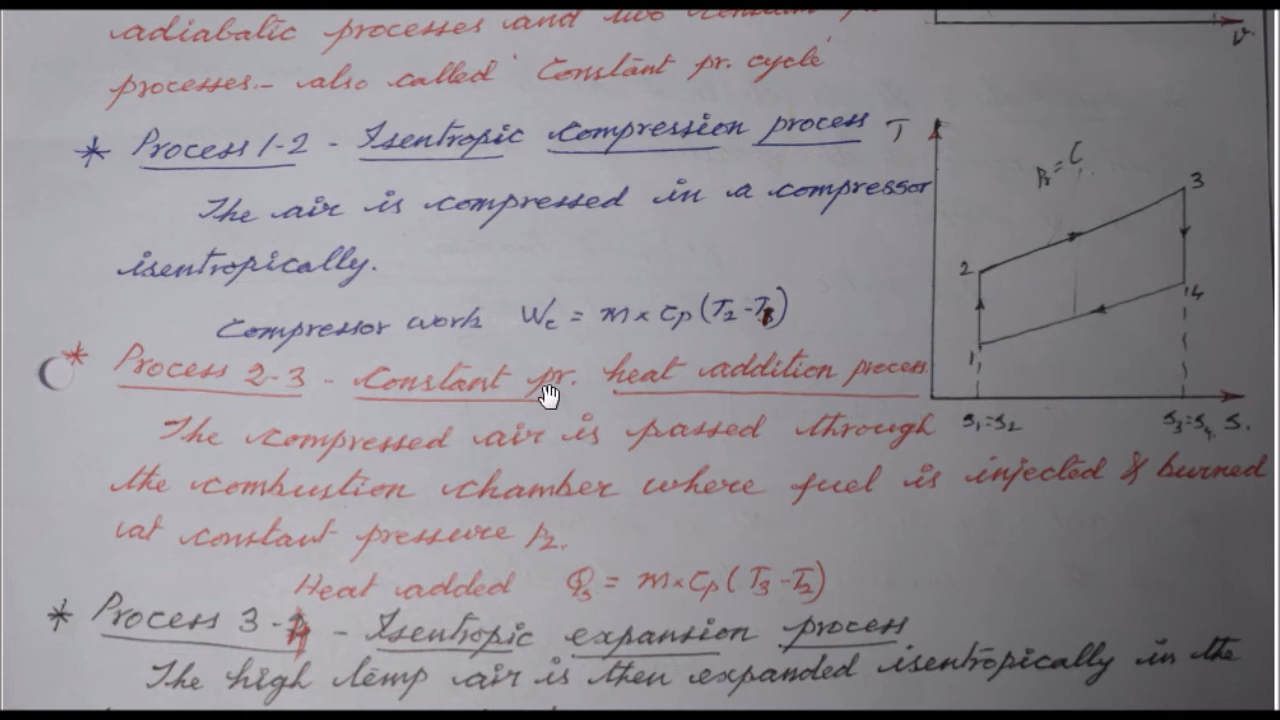 adiabatic processes and two constant pr.
processes - also called 'Constant pr. cycle'
* Process 1-2 - Isentropic compression process
The air is compressed in a compressor
isentropically.
Compressor work Wc = m × Cp (T2 - T1)
* Process 2-3 - Constant pr. heat addition process
The compressed air is passed through
the combustion chamber where fuel is injected & burned
at constant pressure P2.
Heat added Qs = m × Cp (T3 - T2)
* Process 3-4 - Isentropic expansion process
The high temp air is then expanded isentropically in the
v
T
P = C
3
2
4
1
S1=S2
S3=S4
S.